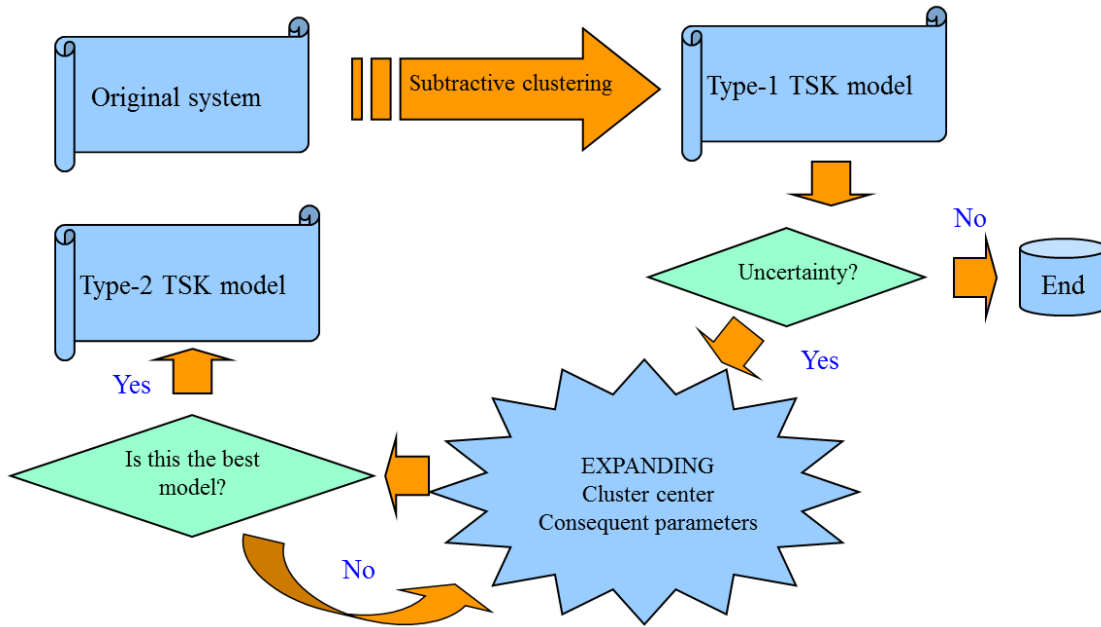 Original system
Subtractive clustering
Type-1 TSK model
Uncertainty?
No
End
Yes
EXPANDING
Cluster center
Consequent parameters
Is this the best
model?
No
Yes
Type-2 TSK model